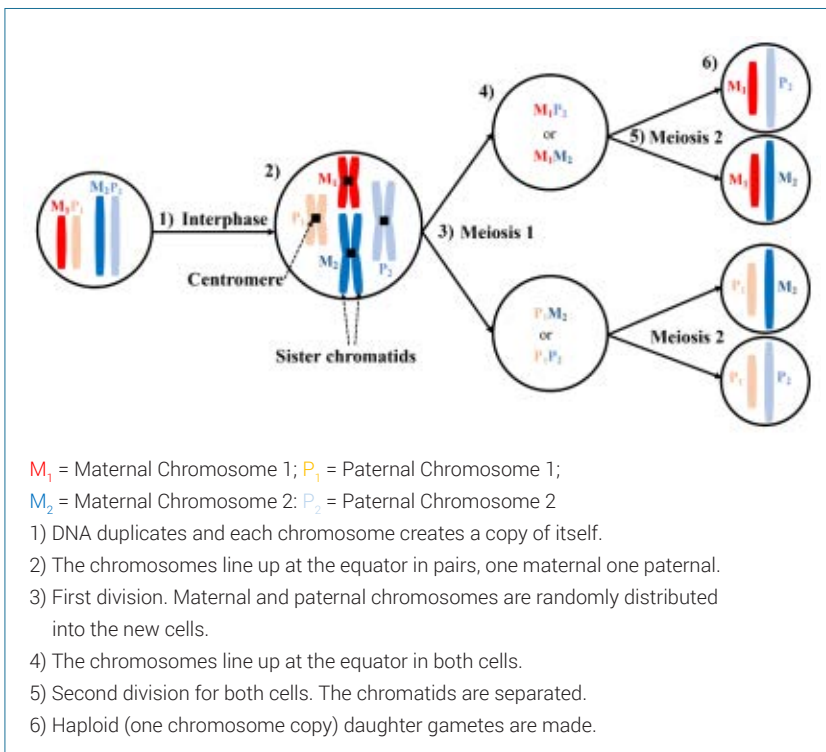 6)
4)
M₁ P₂
M₁P₂
2)
or
5) Meiosis 2
M₂P₂
M₁
M₁M₂
M₁P₁
1) Interphase
P₁
M₁ M₂
3) Meiosis 1
M₂
P₂
Centromere
P₁M₂
P₁ M₂
or
Meiosis 2
Sister chromatids
P₁P₂
P₁ P₂
M₁ = Maternal Chromosome 1; P₁ = Paternal Chromosome 1;
M₂ = Maternal Chromosome 2: P₂ = Paternal Chromosome 2
1) DNA duplicates and each chromosome creates a copy of itself.
2) The chromosomes line up at the equator in pairs, one maternal one paternal.
3) First division. Maternal and paternal chromosomes are randomly distributed
into the new cells.
4) The chromosomes line up at the equator in both cells.
5) Second division for both cells. The chromatids are separated.
6) Haploid (one chromosome copy) daughter gametes are made.